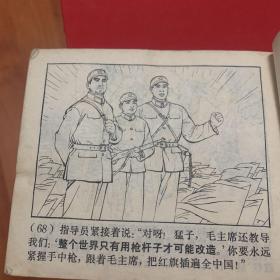 (68) 指导员紧接着说：“对呀！猛子，毛主席还教导
我们：‘整个世界只有用枪杆子才可能改造。’你要永远
紧握手中枪，跟着毛主席，把红旗插遍全中国！”